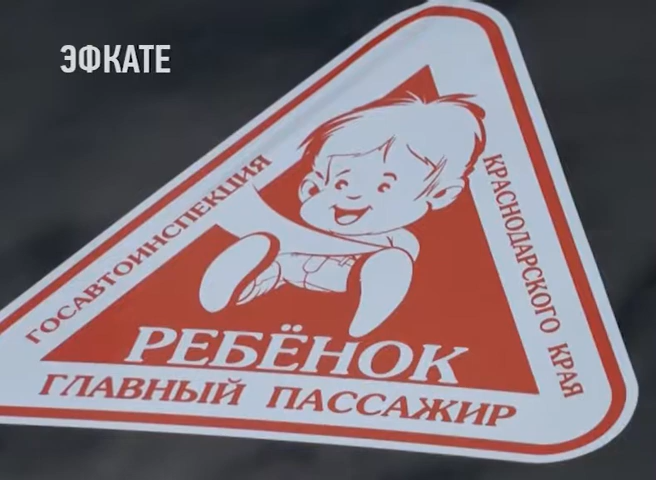 ЭФКАТЕ
ГОСАВТОИНСПЕКЦИЯ
КРАСНОДАРСКОГО КРАЯ
РЕБЁНОК
ГЛАВНЫЙ ПАССАЖИР